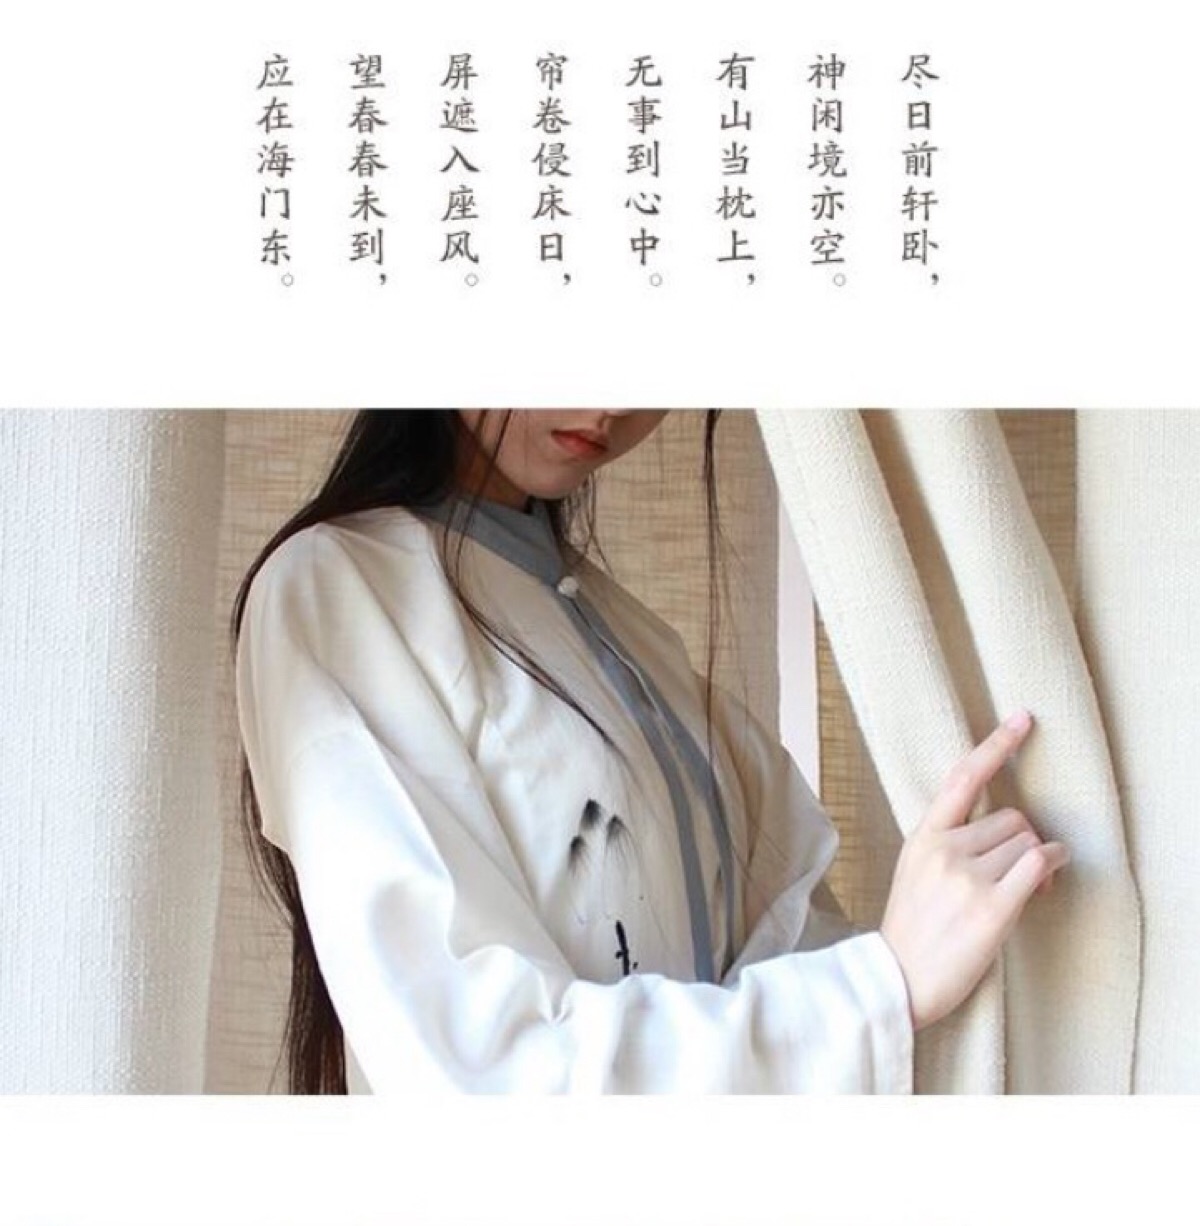 尽日前轩卧，
神闲境亦空。
有山当枕上，
无事到心中。
帘卷侵床日，
屏遮入座风。
望春春未到，
应在海门东。